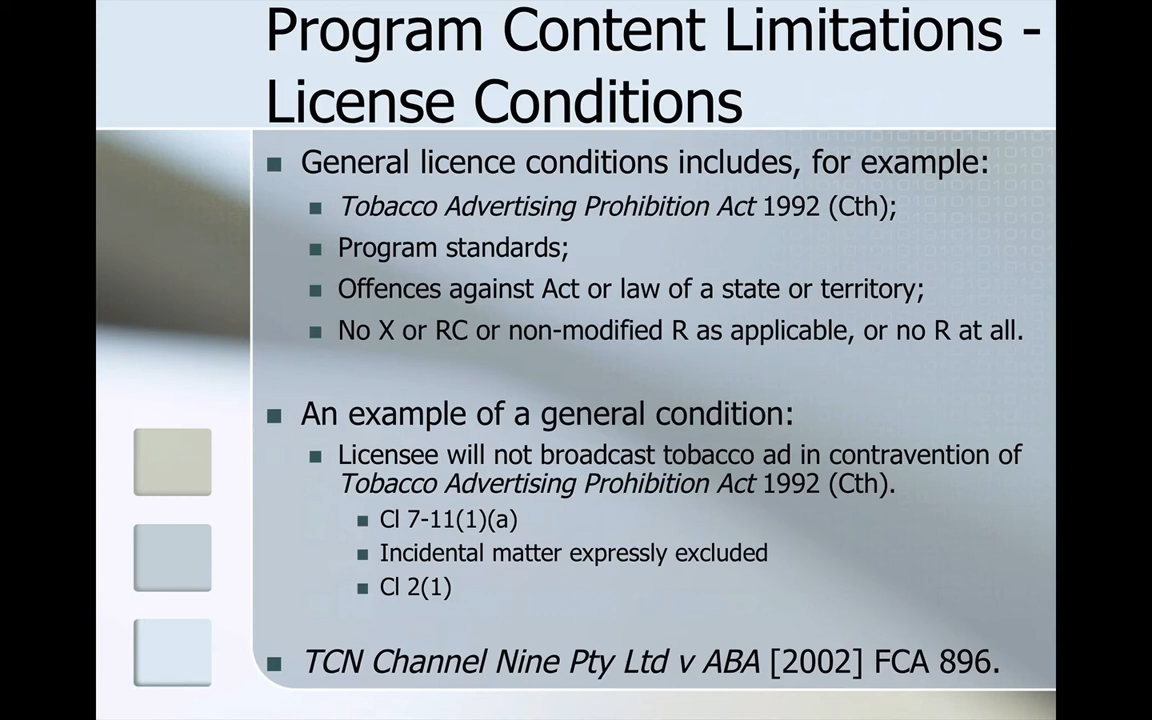 Program Content Limitations -
License Conditions
General licence conditions includes, for example:
Tobacco Advertising Prohibition Act 1992 (Cth);
Program standards;
Offences against Act or law of a state or territory;
No X or RC or non-modified R as applicable, or no R at all.
An example of a general condition:
Licensee will not broadcast tobacco ad in contravention of
Tobacco Advertising Prohibition Act 1992 (Cth).
Cl 7-11(1)(a)
Incidental matter expressly excluded
Cl 2(1)
TCN Channel Nine Pty Ltd v ABA [2002] FCA 896.